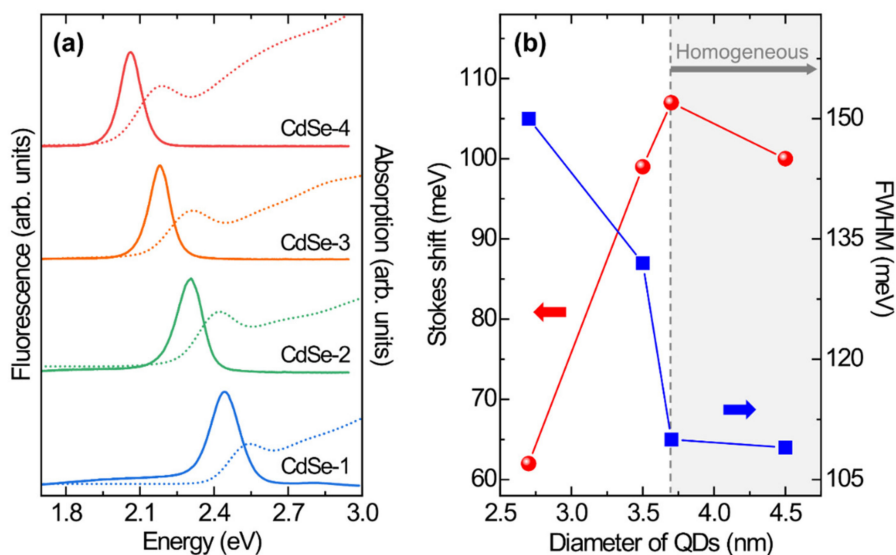 (a)
CdSe-4
CdSe-3
CdSe-2
CdSe-1
Fluorescence (arb. units)
Absorption (arb. units)
1.8 2.1 2.4 2.7 3.0
Energy (eV)
(b)
Homogeneous
110
100
90
80
70
60
Stokes shift (meV)
150
135
120
105
FWHM (meV)
2.5 3.0 3.5 4.0 4.5
Diameter of QDs (nm)